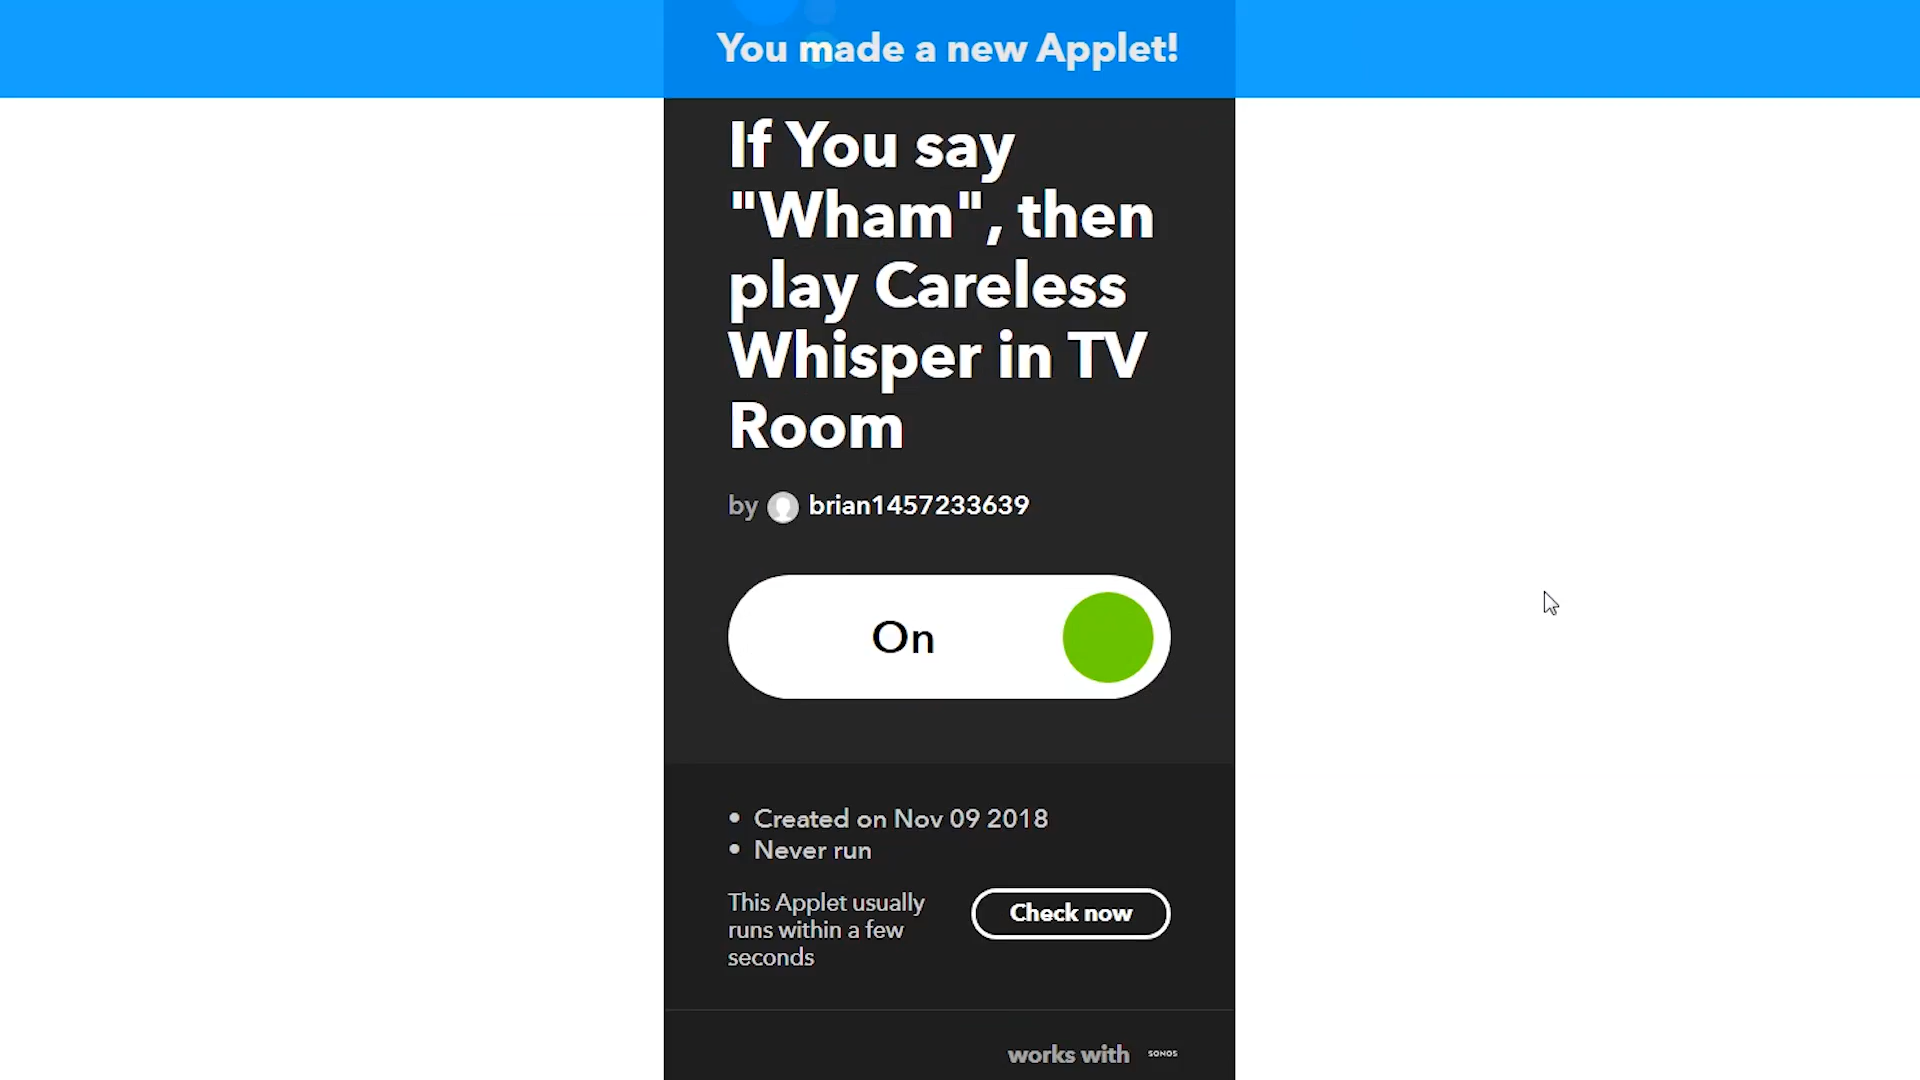 You made a new Applet!
If You say
"Wham", then
play Careless
Whisper in TV
Room
by brian1457233639
On
• Created on Nov 09 2018
• Never run
This Applet usually
runs within a few
seconds
Check now
works with SONOS